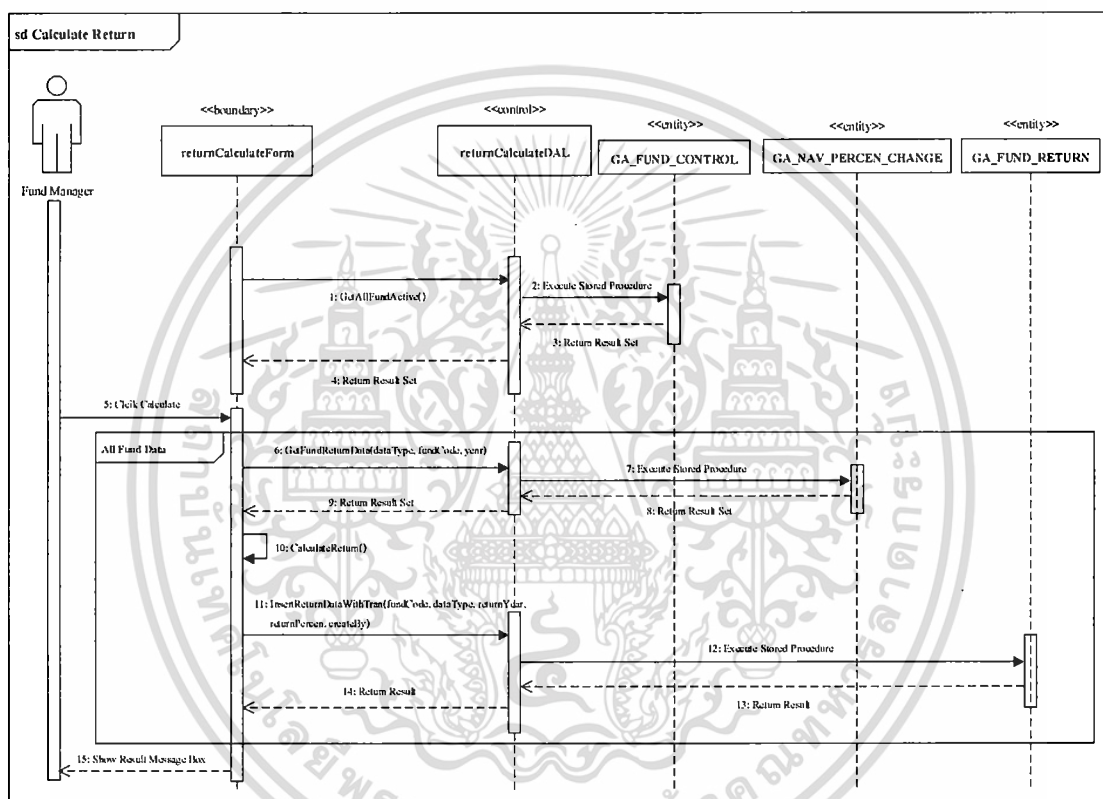 sd Calculate Return
<<boundary>>
<<control>>
<<entity>>
<<entity>>
<<entity>>
returnCalculateForm
returnCalculateDAL
GA_FUND_CONTROL
GA_NAV_PERCEN_CHANGE
GA_FUND_RETURN
Fund Manager
1: GetAllFundActive()
2: Execute Stored Procedure
3: Return Result Set
4: Return Result Set
5: Clcik Calculate
All Fund Data
6: GetFundReturnData(dataType, fundCode, year)
7: Execute Stored Procedure
8: Return Result Set
9: Return Result Set
10: CalculateReturn()
11: InsertReturnDataWithTran(fundCode, dataType, returnYear,
returnPercen, createBy)
12: Execute Stored Procedure
13: Return Result
14: Return Result
15: Show Result Message Box